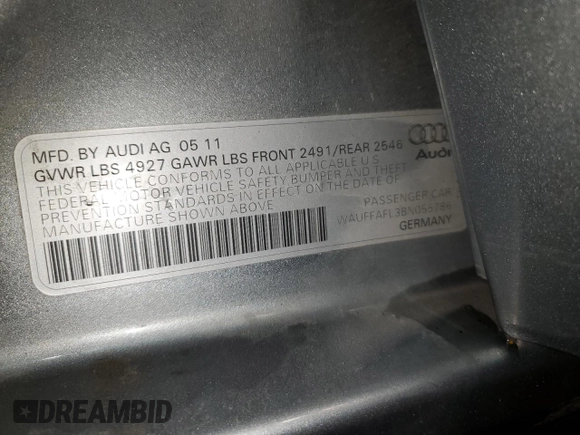 MFD. BY AUDI AG 05 11
GVWR LBS 4927 GAWR LBS FRONT 2491/REAR 2546
THIS VEHICLE CONFORMS TO ALL APPLICABLE U.S.
FEDERAL MOTOR VEHICLE SAFETY BUMPER AND THEFT
PREVENTION STANDARDS IN EFFECT ON THE DATE OF
MANUFACTURE SHOWN ABOVE
Audi
PASSENGER CAR
GERMANY
DREAMBID